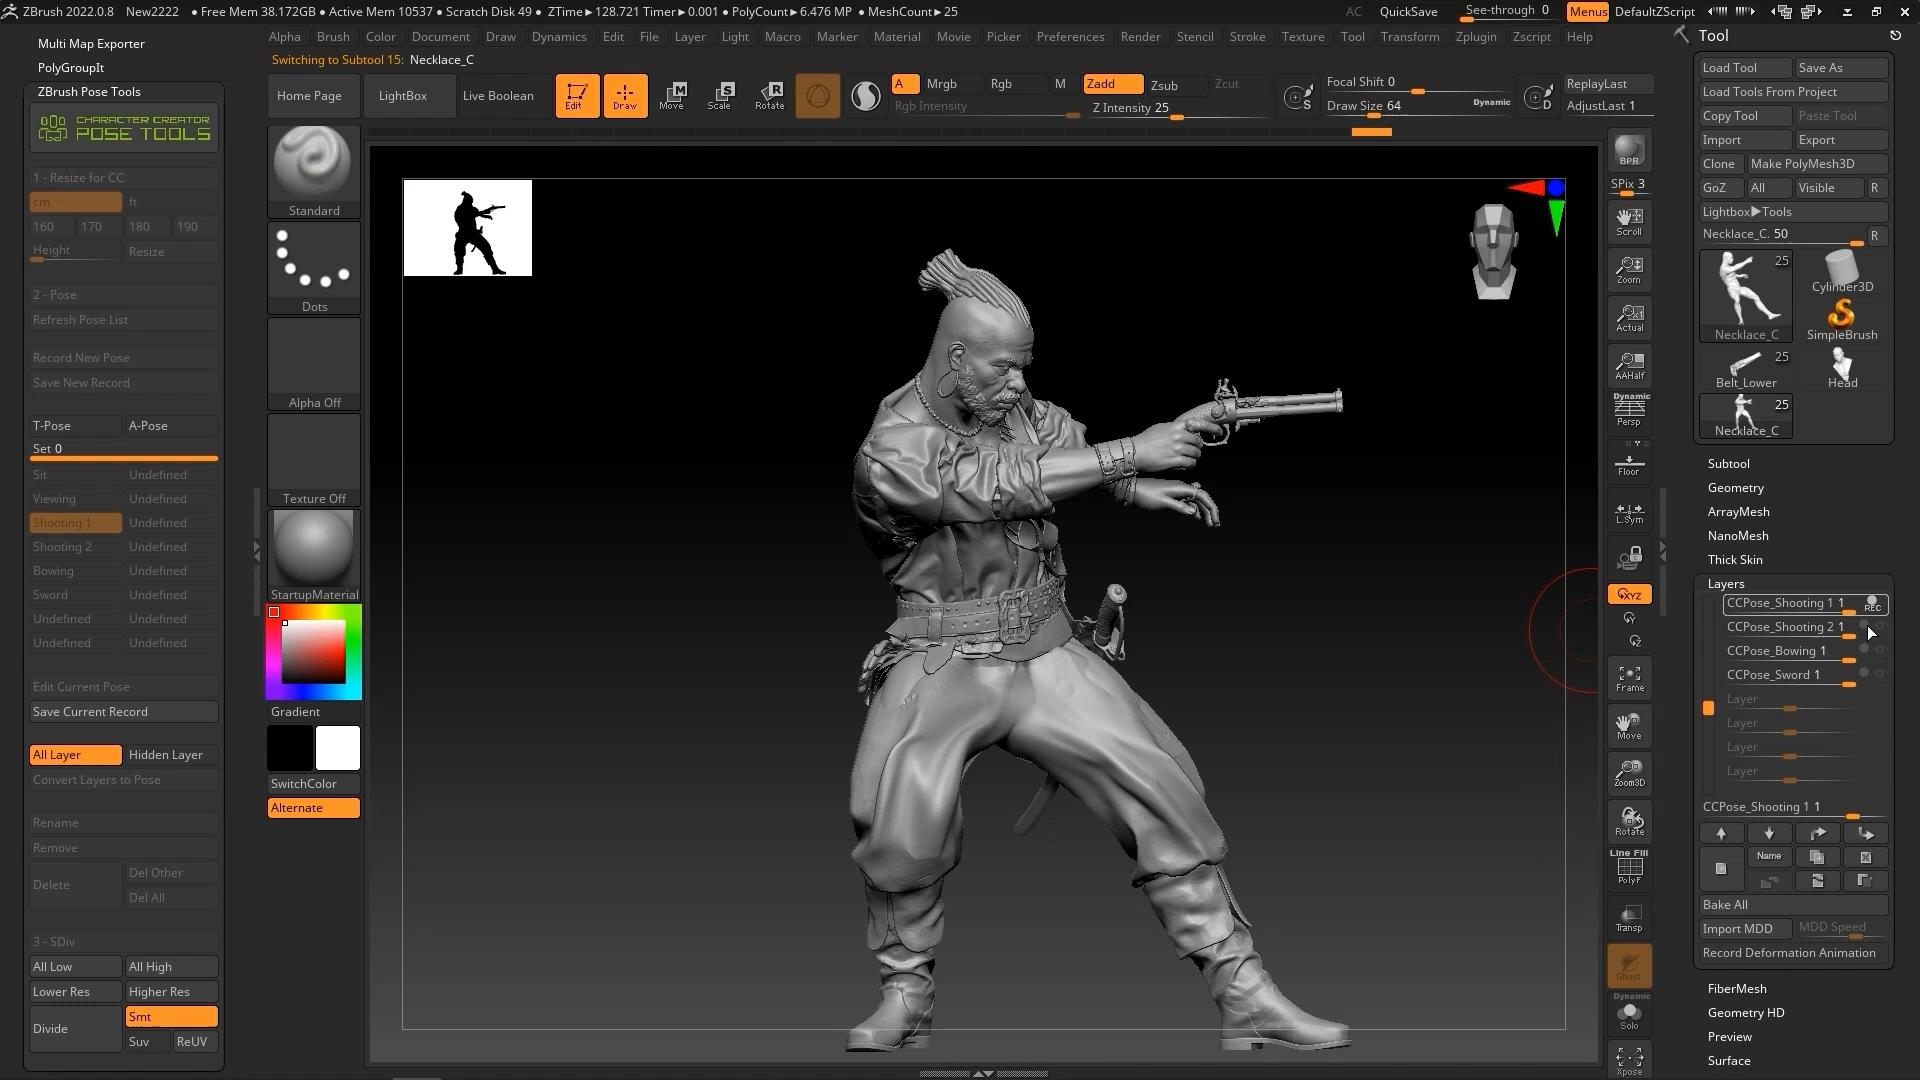 ZBrush 2022.0.8 New2222 ● Free Mem 38.172GB ● Active Mem 10537 ● Scratch Disk 49 ● ZTime►128.721 Timer►0.001 ● PolyCount►6.476 MP ● MeshCount►25 AC QuickSave See-through 0 Menus DefaultZScript
Multi Map Exporter
PolyGroupIt
ZBrush Pose Tools
CHARACTER CREATOR
POSE TOOLS
1 - Resize for CC
cm ft
160 170 180 190
Height Resize
2 - Pose
Refresh Pose List
Record New Pose
Save New Record
T-Pose A-Pose
Set 0
Sit Undefined
Viewing Undefined
Shooting 1 Undefined
Shooting 2 Undefined
Bowing Undefined
Sword Undefined
Undefined Undefined
Undefined Undefined
Edit Current Pose
Save Current Record
All Layer Hidden Layer
Convert Layers to Pose
Rename
Remove
Delete Del Other
Del All
3 - SDiv
All Low All High
Lower Res Higher Res
Divide Smt
Suv ReUV
Alpha Brush Color Document Draw Dynamics Edit File Layer Light Macro Marker Material Movie Picker Preferences Render Stencil Stroke Texture Tool Transform Zplugin Zscript Help
Switching to Subtool 15: Necklace_C
Home Page LightBox Live Boolean Edit Draw Move Scale Rotate
M S R
A Mrgb Rgb M Zadd Zsub Zcut
Rgb Intensity Z Intensity 25
S Focal Shift 0
Draw Size 64 Dynamic
D ReplayLast
AdjustLast 1
Standard
Dots
Alpha Off
Texture Off
StartupMaterial
Gradient
SwitchColor
Alternate
BPR
SPix 3
Scroll
Zoom
Actual
AAHalf
Dynamic
Persp
Floor
L.Sym
XYZ
Frame
Move
Zoom3D
Rotate
Line Fill
PolyF
Transp
Ghost
Dynamic
Solo
Xpose
Tool
Load Tool Save As
Load Tools From Project
Copy Tool Paste Tool
Import Export
Clone Make PolyMesh3D
GoZ All Visible R
Lightbox►Tools
Necklace_C. 50 R
25
Necklace_C Cylinder3D
SimpleBrush
25
Belt_Lower Head
25
Necklace_C
Subtool
Geometry
ArrayMesh
NanoMesh
Thick Skin
Layers
CCPose_Shooting 1 1 REC
CCPose_Shooting 2 1
CCPose_Bowing 1
CCPose_Sword 1
Layer
Layer
Layer
Layer
CCPose_Shooting 1 1
Name
Bake All
Import MDD MDD Speed
Record Deformation Animation
FiberMesh
Geometry HD
Preview
Surface